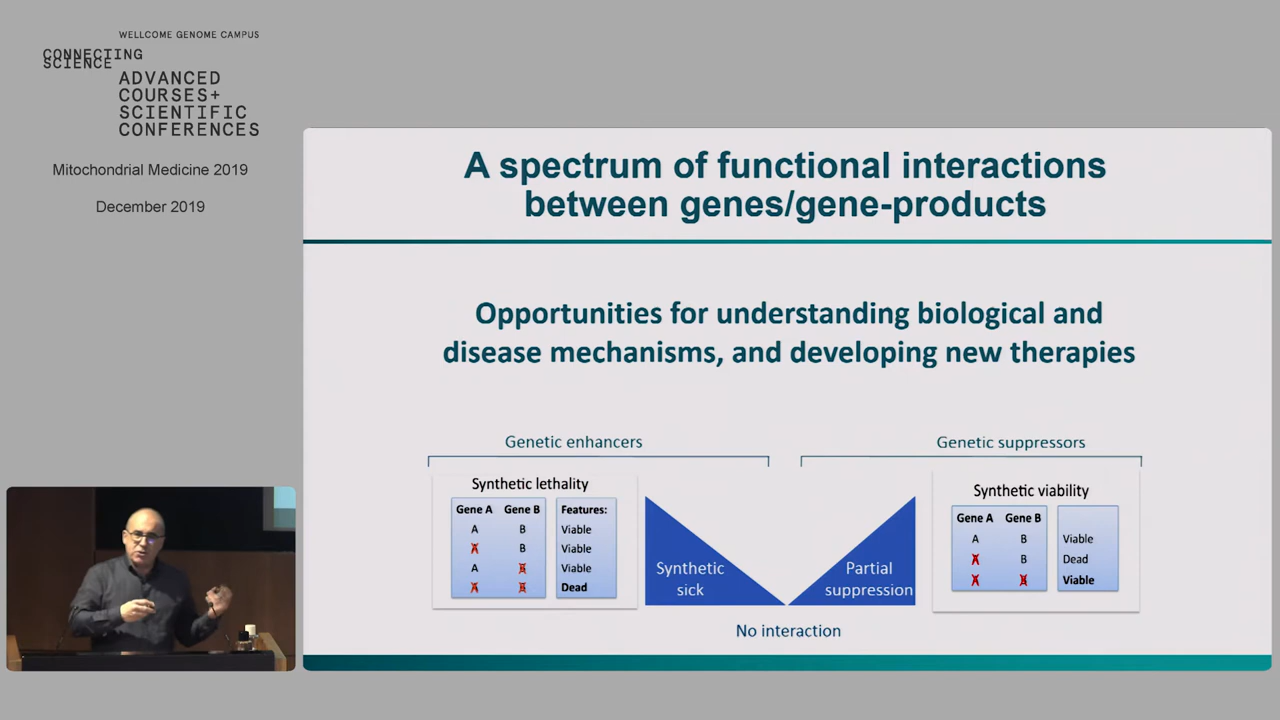 WELLCOME GENOME CAMPUS
CONNECTING
SCIENCE
ADVANCED
COURSES+
SCIENTIFIC
CONFERENCES
Mitochondrial Medicine 2019
December 2019
A spectrum of functional interactions
between genes/gene-products
Opportunities for understanding biological and
disease mechanisms, and developing new therapies
Genetic enhancers
Synthetic lethality
Gene A Gene B Features:
A B Viable
A B Viable
A B Viable
A B Dead
Synthetic
sick
No interaction
Genetic suppressors
Partial
suppression
Synthetic viability
Gene A Gene B
A B Viable
A B Dead
A B Viable